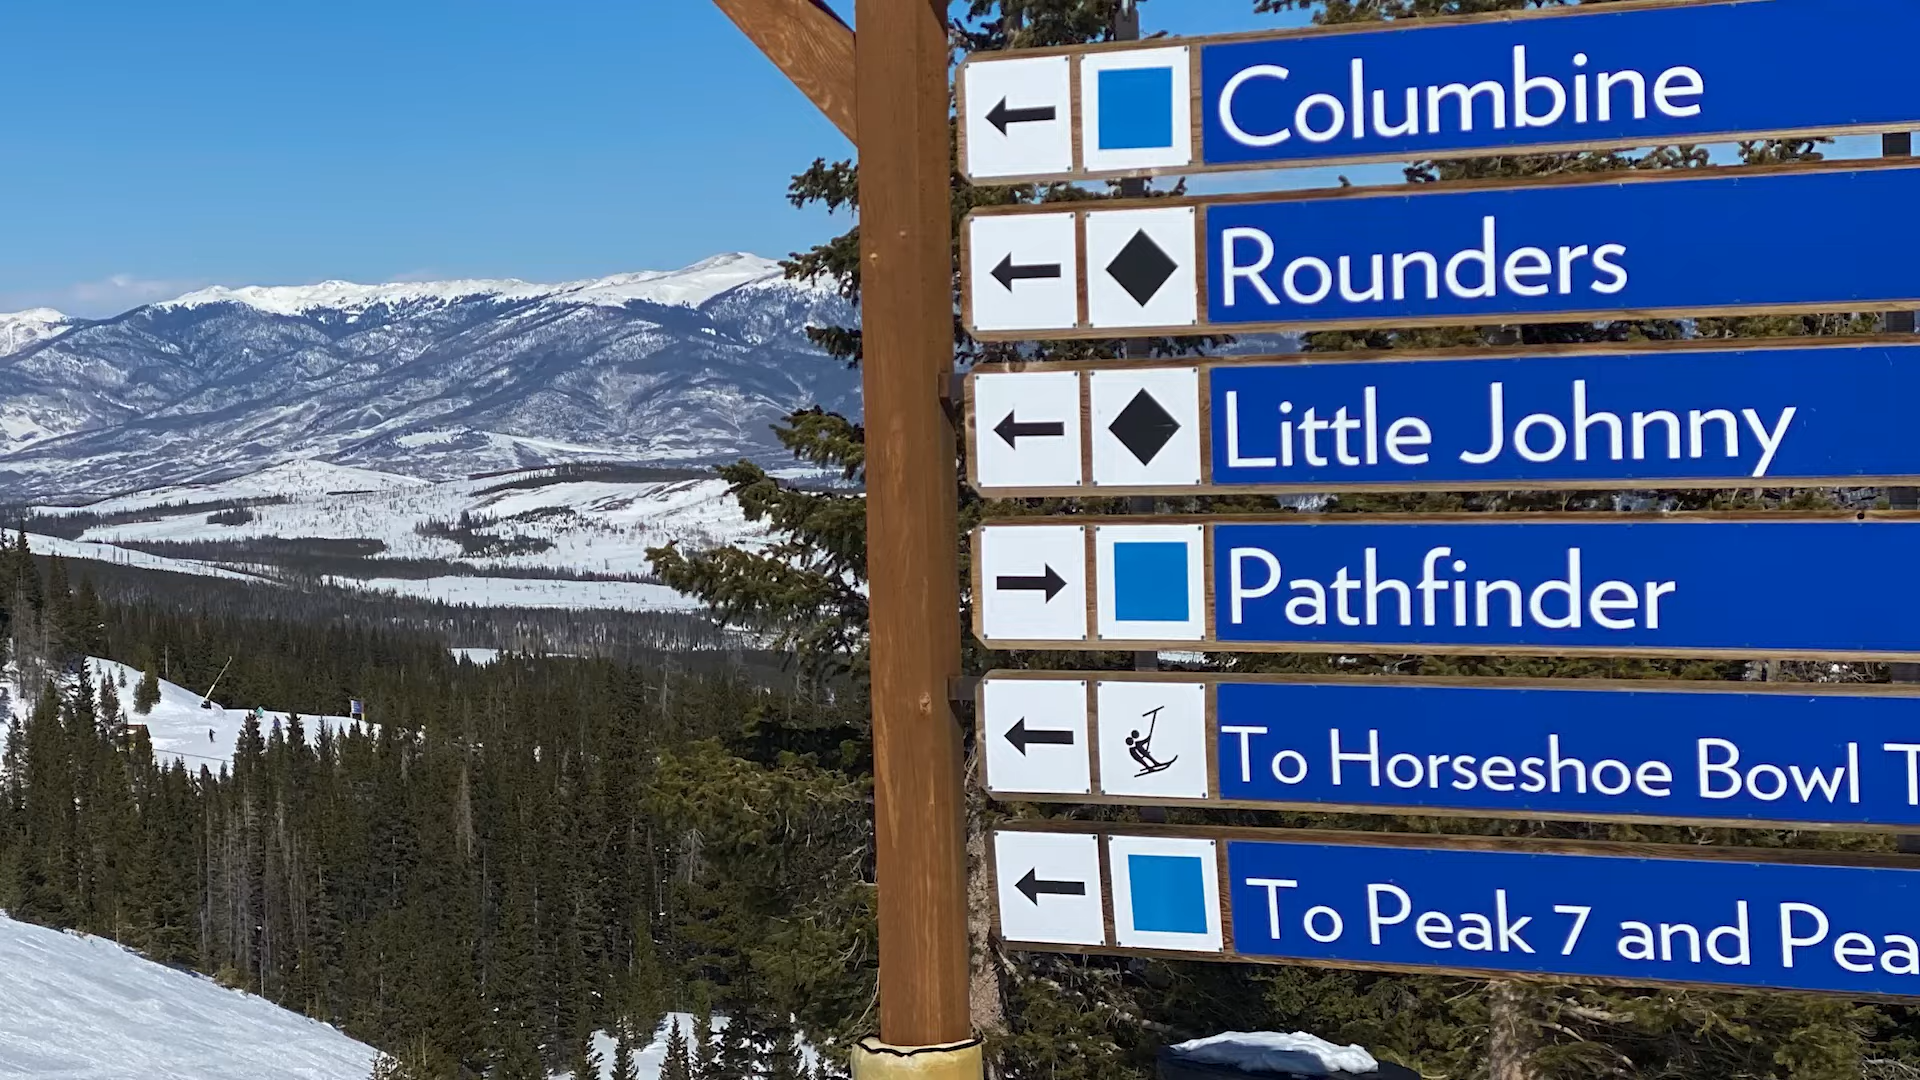 Columbine
Rounders
Little Johnny
Pathfinder
To Horseshoe Bowl
To Peak 7 and